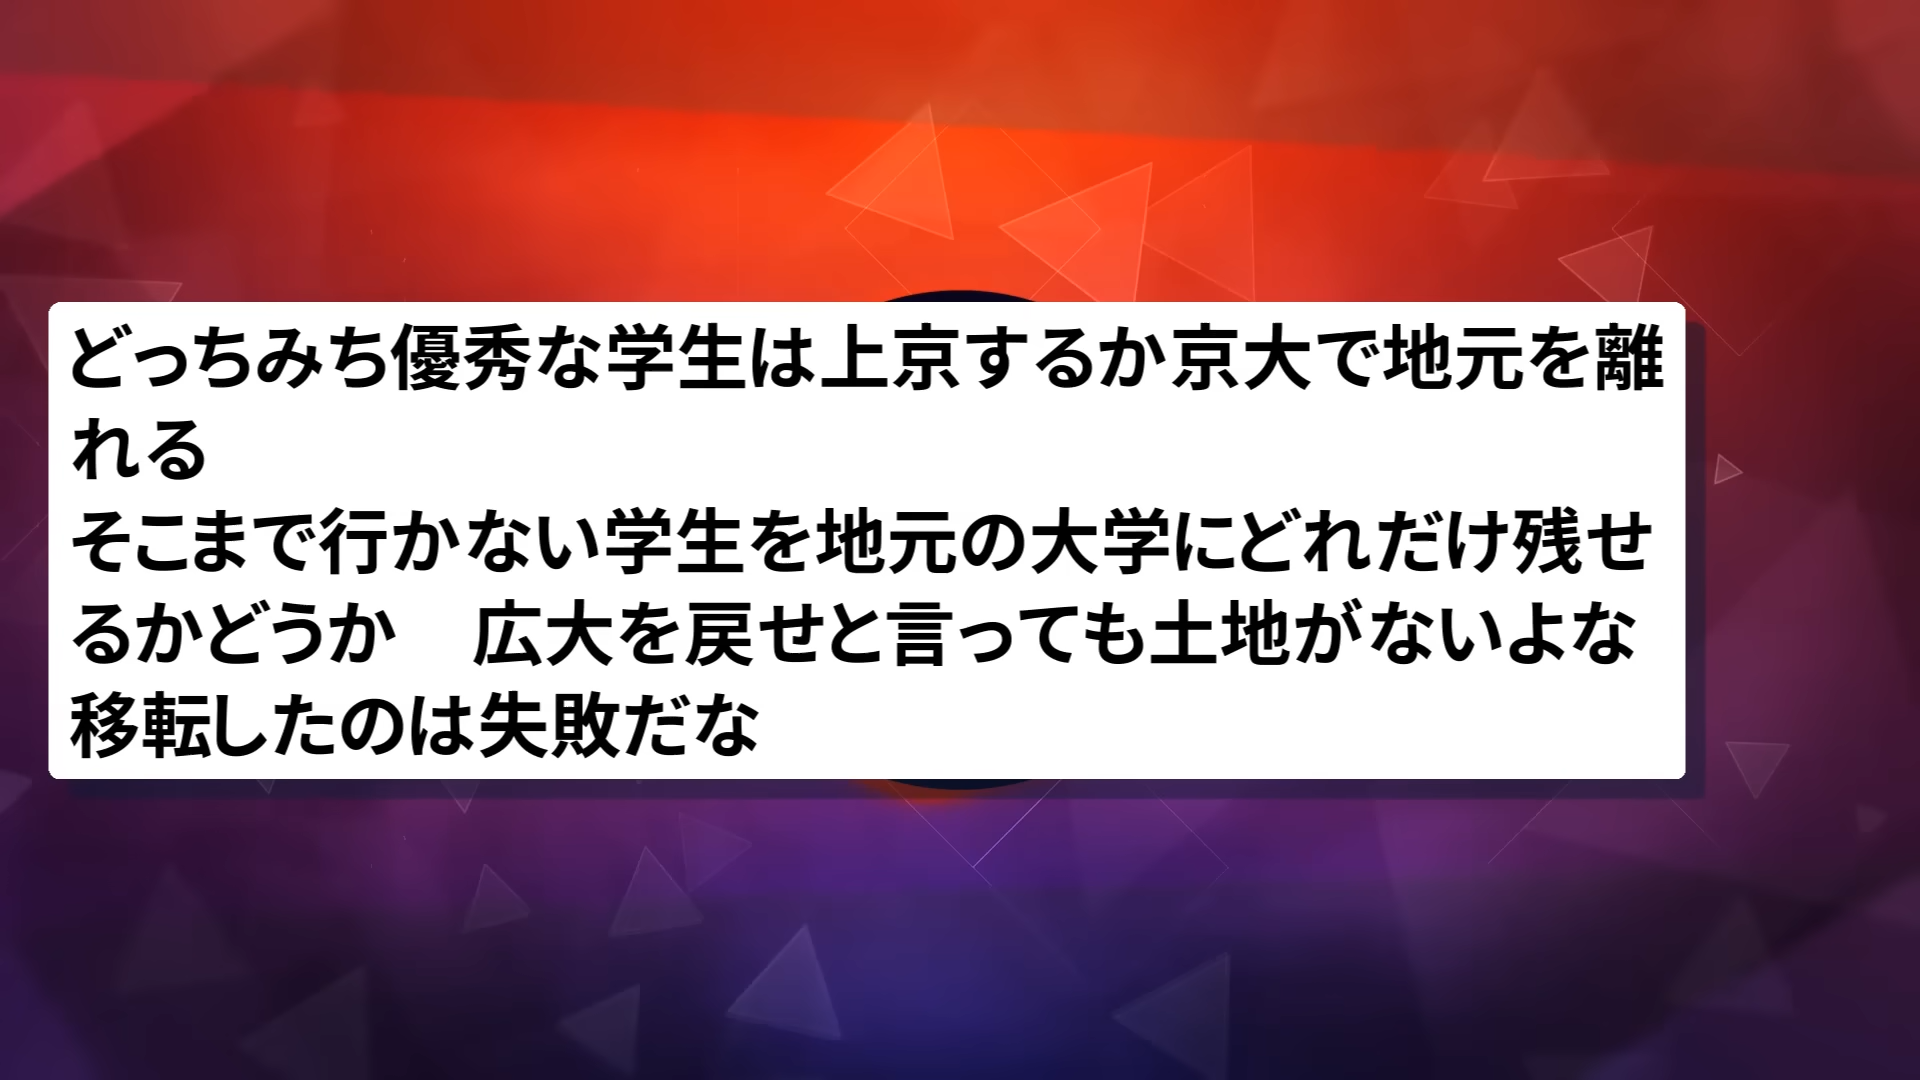 どっちみち優秀な学生は上京するか京大で地元を離
れる
そこまで行かない学生を地元の大学にどれだけ残せ
るかどうか　広大を戻せと言っても土地がないよな
移転したのは失敗だな